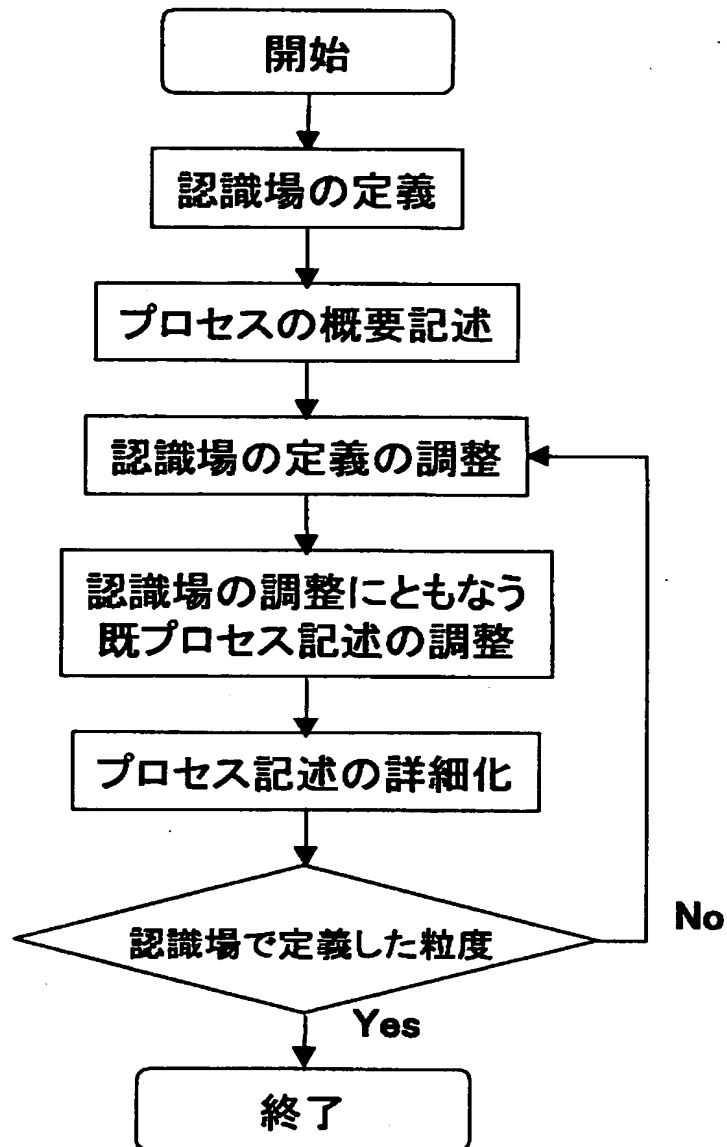 開始
認識場の定義
プロセスの概要記述
認識場の定義の調整
認識場の調整にともなう
既プロセス記述の調整
プロセス記述の詳細化
認識場で定義した粒度
No
Yes
終了